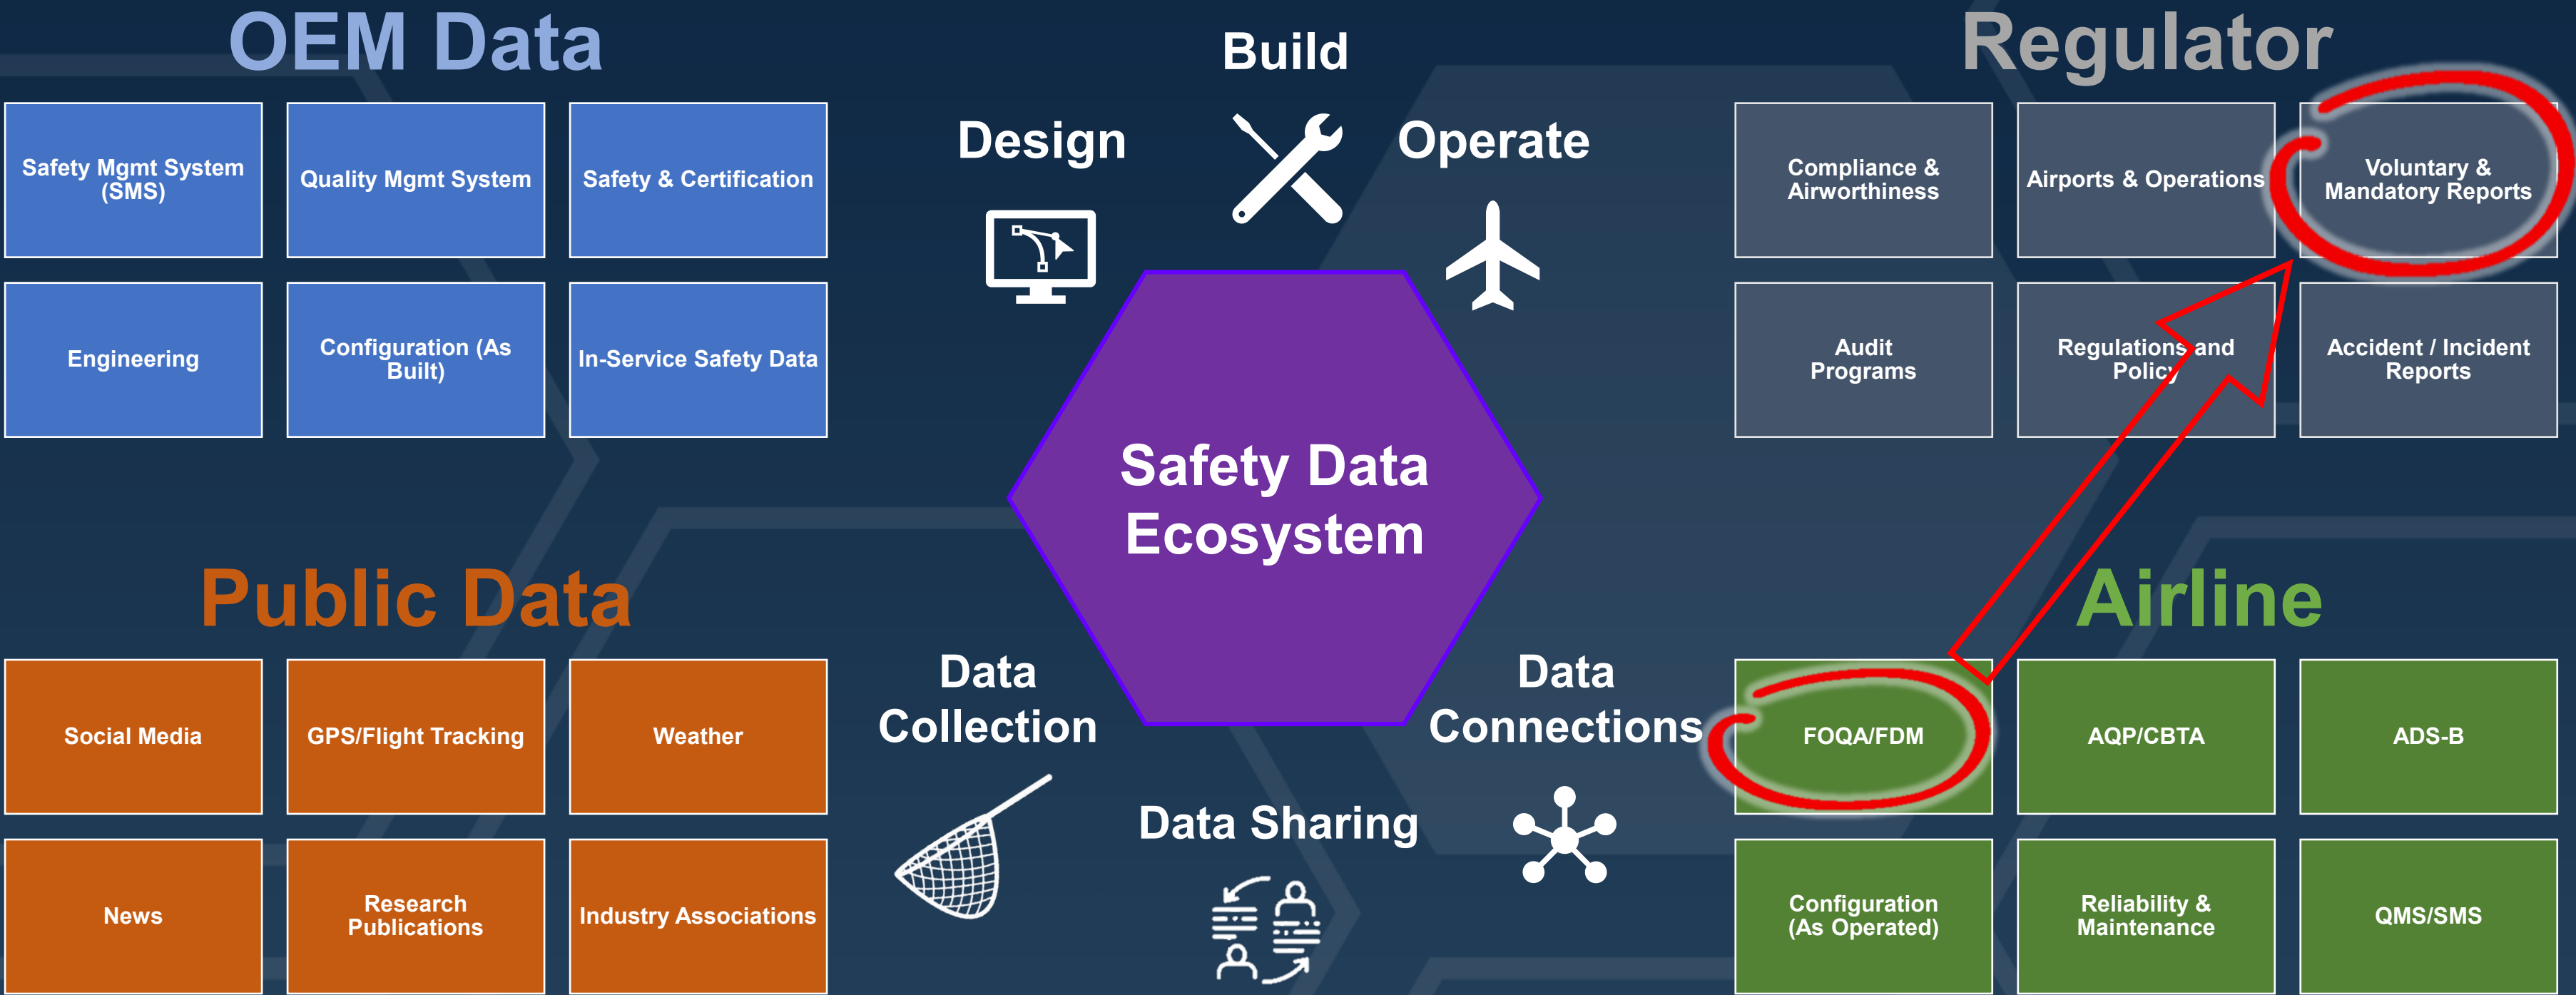 OEM Data
Safety Mgmt System
(SMS)
Quality Mgmt System
Safety & Certification
Engineering
Configuration (As
Built)
In-Service Safety Data
Build
Design
Operate
Regulator
Compliance &
Airworthiness
Airports & Operations
Voluntary &
Mandatory Reports
Audit
Programs
Regulations and
Policy
Accident / Incident
Reports
Safety Data
Ecosystem
Public Data
Social Media
GPS/Flight Tracking
Weather
News
Research
Publications
Industry Associations
Data
Collection
Data Sharing
Data
Connections
Airline
FOQA/FDM
AQP/CBTA
ADS-B
Configuration
(As Operated)
Reliability &
Maintenance
QMS/SMS